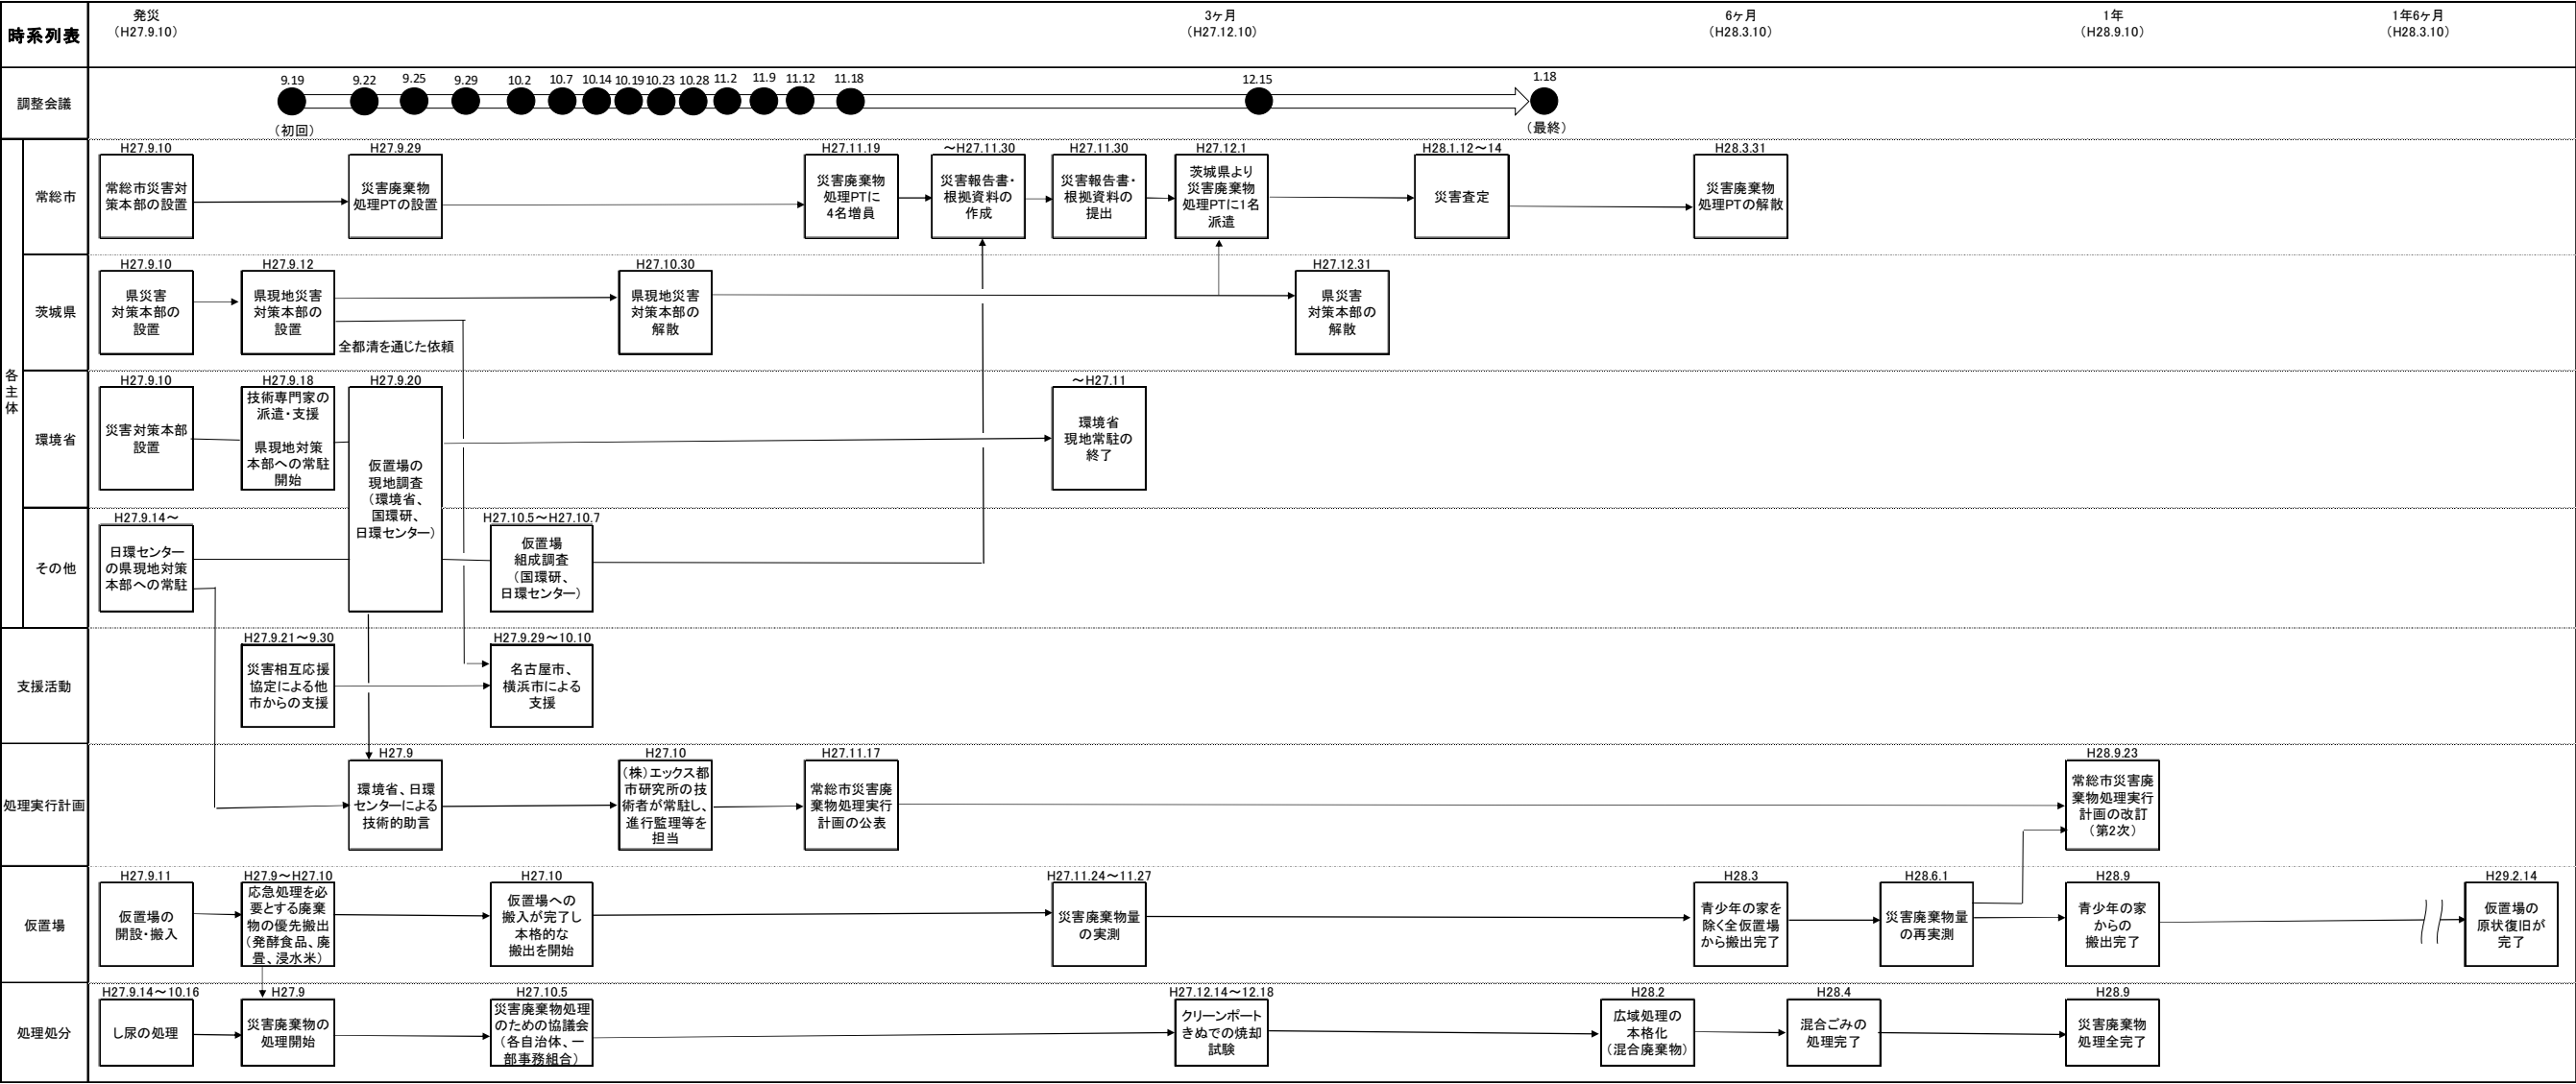 時系列表
発災
（H27.9.10）
3ヶ月
（H27.12.10）
6ヶ月
（H28.3.10）
1年
（H28.9.10）
1年6ヶ月
（H28.3.10）
調整会議
9.19
9.22
9.25
9.29
10.2
10.7
10.14
10.19
10.23
10.28
11.2
11.9
11.12
11.18
12.15
1.18
（初回）
（最終）
各主体
常総市
H27.9.10
常総市災害対
策本部の設置
H27.9.29
災害廃棄物
処理PTの設置
H27.11.19
災害廃棄物
処理PTに
4名増員
～H27.11.30
災害報告書・
根拠資料の
作成
H27.11.30
災害報告書・
根拠資料の
提出
H27.12.1
茨城県より
災害廃棄物
処理PTに1名
派遣
H28.1.12～14
災害査定
H28.3.31
災害廃棄物
処理PTの解散
茨城県
H27.9.10
県災害
対策本部の
設置
H27.9.12
県現地災害
対策本部の
設置
全都清を通じた依頼
H27.10.30
県現地災害
対策本部の
解散
H27.12.31
県災害
対策本部の
解散
環境省
H27.9.10
災害対策本部
設置
H27.9.18
技術専門家の
派遣・支援
県現地対策
本部への常駐
開始
H27.9.20
仮置場の
現地調査
（環境省、
国環研、
日環センター）
～H27.11
環境省
現地常駐の
終了
その他
H27.9.14～
日環センター
の県現地対策
本部への常駐
H27.10.5～H27.10.7
仮置場
組成調査
（国環研、
日環センター）
支援活動
H27.9.21～9.30
災害相互応援
協定による他
市からの支援
H27.9.29～10.10
名古屋市、
横浜市による
支援
処理実行計画
H27.9
環境省、日環
センターによる
技術的助言
H27.10
（株）エックス都
市研究所の技
術者が常駐し、
進行監理等を
担当
H27.11.17
常総市災害廃
棄物処理実行
計画の公表
H28.9.23
常総市災害廃
棄物処理実行
計画の改訂
（第2次）
仮置場
H27.9.11
仮置場の
開設・搬入
H27.9～H27.10
応急処理を必
要とする廃棄
物の優先搬出
（発酵食品、廃
畳、浸水米）
H27.10
仮置場への
搬入が完了し
本格的な
搬出を開始
H27.11.24～11.27
災害廃棄物量
の実測
H28.3
青少年の家を
除く全仮置場
から搬出完了
H28.6.1
災害廃棄物量
の再実測
H28.9
青少年の家
からの
搬出完了
H29.2.14
仮置場の
原状復旧が
完了
処理処分
H27.9.14～10.16
し尿の処理
H27.9
災害廃棄物の
処理開始
H27.10.5
災害廃棄物処理
のための協議会
（各自治体、一
部事務組合）
H27.12.14～12.18
クリーンポート
きぬでの焼却
試験
H28.2
広域処理の
本格化
（混合廃棄物）
H28.4
混合ごみの
処理完了
H28.9
災害廃棄物
処理全完了